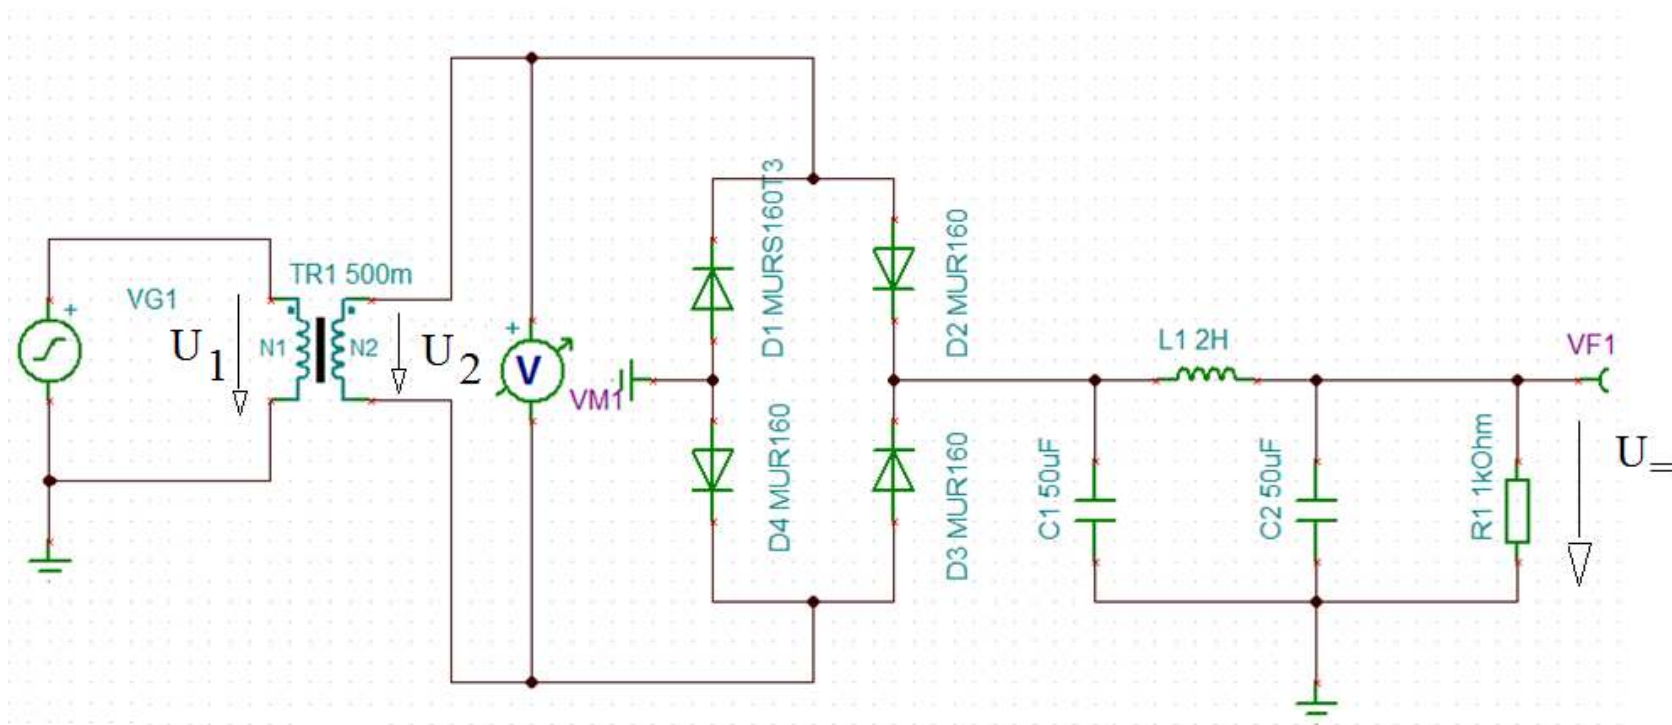 VG1
+
U1
TR1 500m
N1
N2
U2
+
V
VM1
D1 MURS160T3
D2 MUR160
D4 MUR160
D3 MUR160
C1 50uF
L1 2H
C2 50uF
R1 1kOhm
VF1
U=